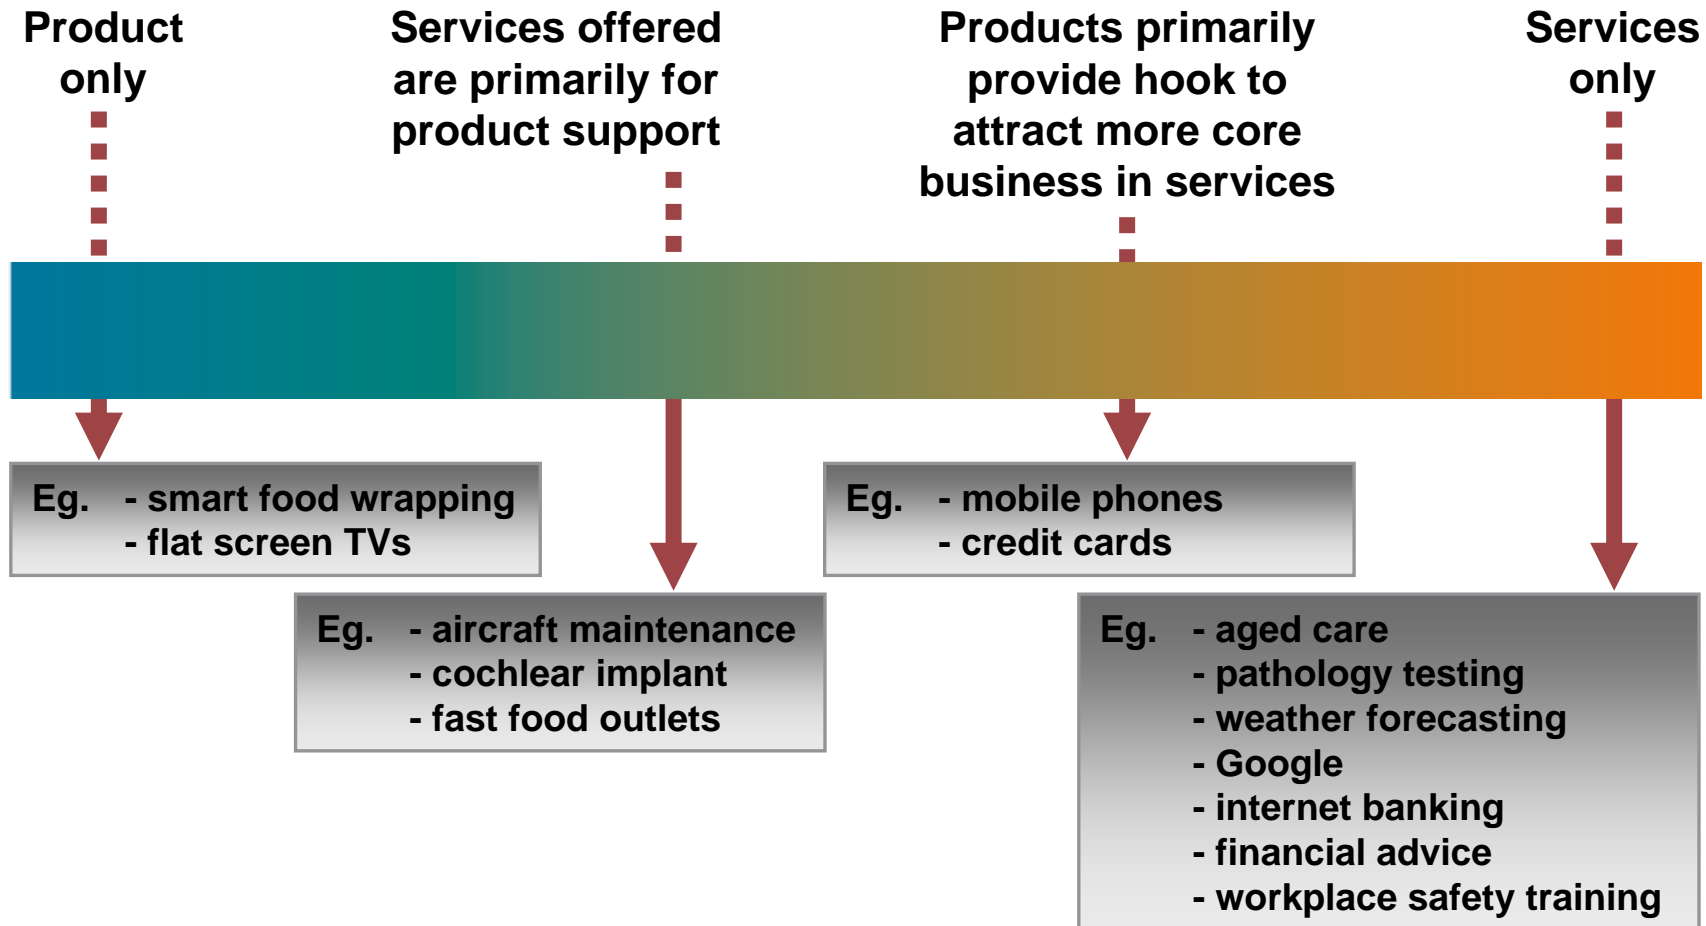 Product
only
Services offered
are primarily for
product support
Products primarily
provide hook to
attract more core
business in services
Services
only
Eg. - smart food wrapping
- flat screen TVs
Eg. - aircraft maintenance
- cochlear implant
- fast food outlets
Eg. - mobile phones
- credit cards
Eg. - aged care
- pathology testing
- weather forecasting
- Google
- internet banking
- financial advice
- workplace safety training